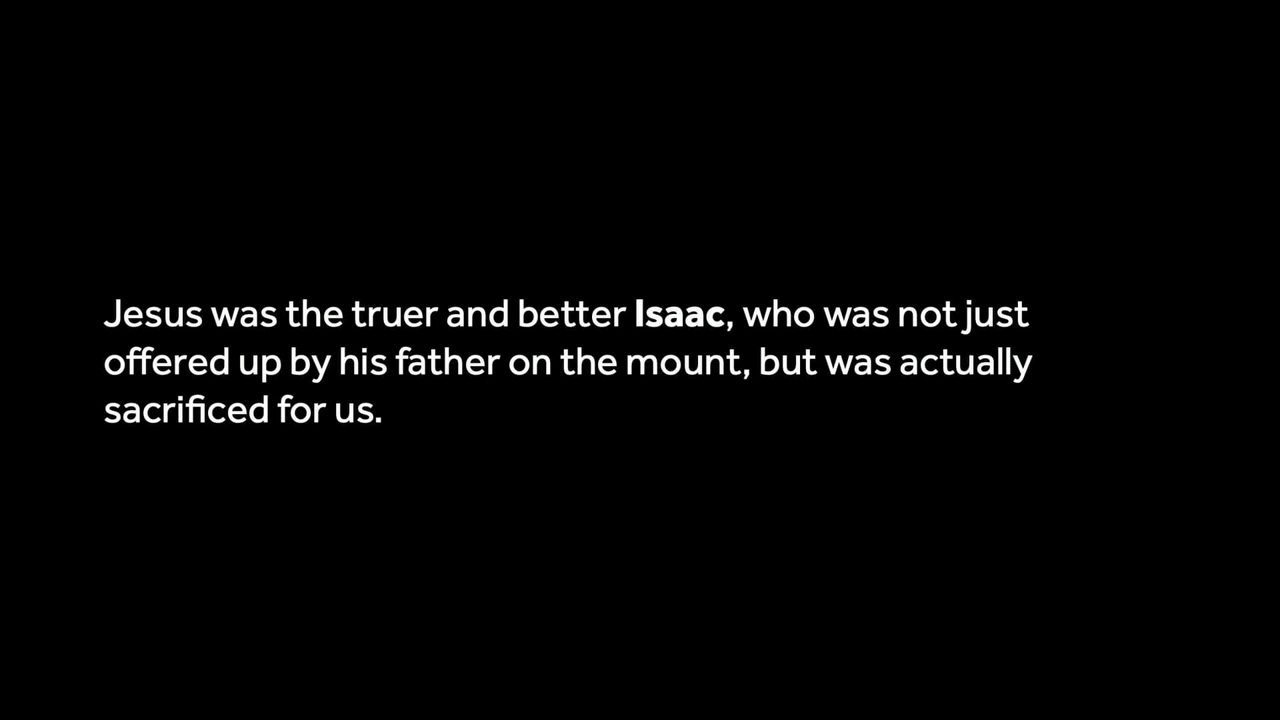 Jesus was the truer and better Isaac, who was not just
offered up by his father on the mount, but was actually
sacrificed for us.